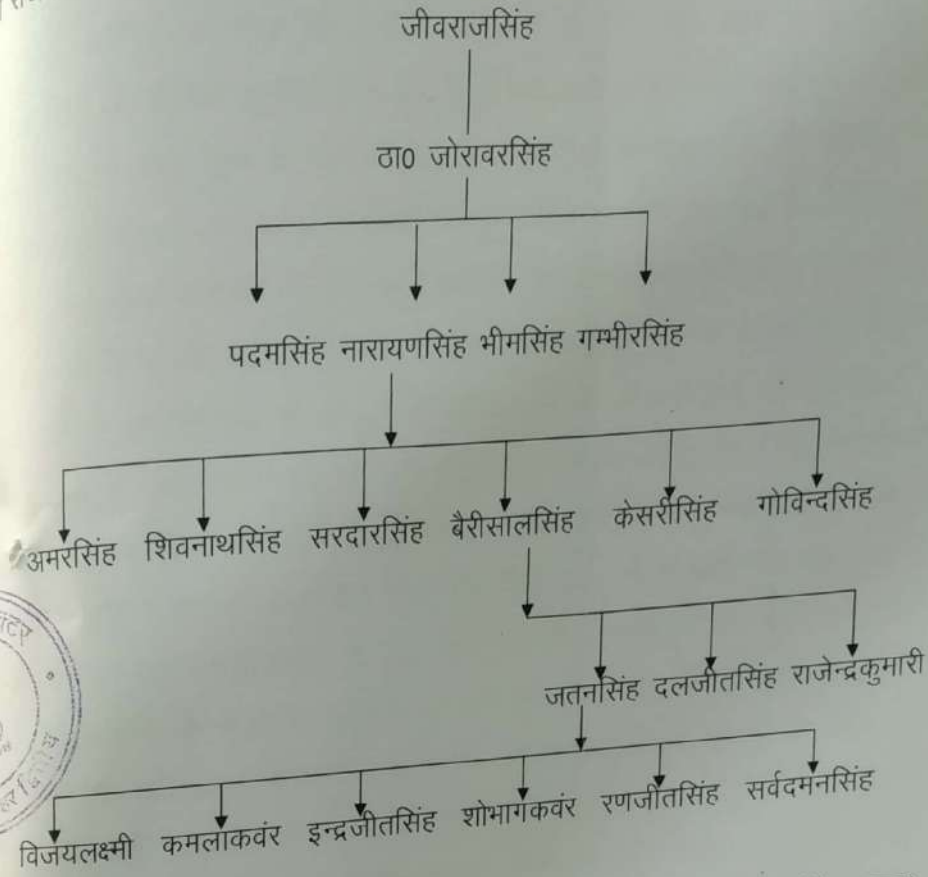 जीवराजसिंह
ठा0 जोरावरसिंह
पदमसिंह नारायणसिंह भीमसिंह गम्भीरसिंह
अमरसिंह शिवनाथसिंह सरदारसिंह बैरीसालसिंह केसरीसिंह गोविन्दसिंह
जतनसिंह दलजीतसिंह राजेन्द्रकुमारी
विजयलक्ष्मी कमलाकवंर इन्द्रजीतसिंह शोभागकवंर रणजीतसिंह सर्वदमनसिंह